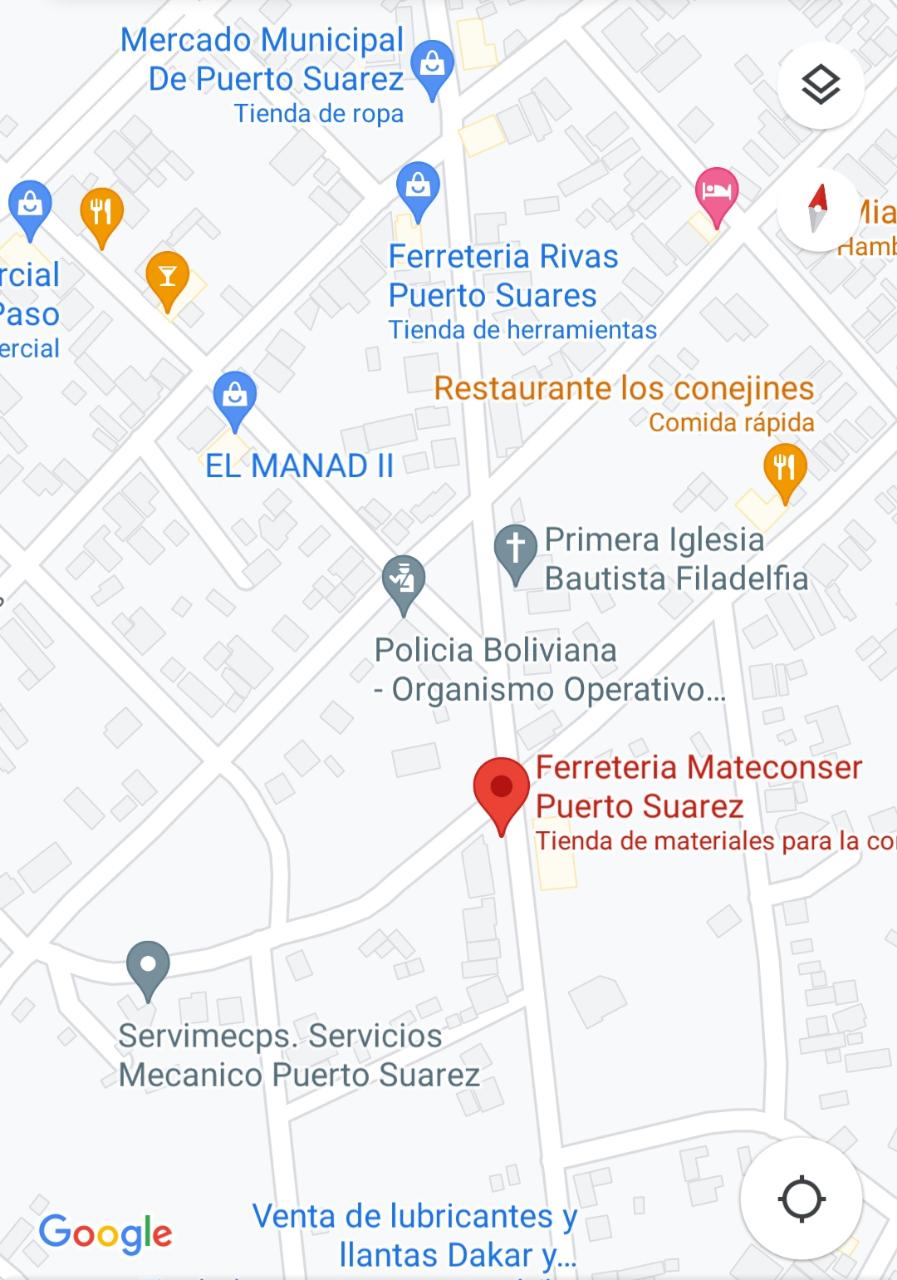 Mercado Municipal
De Puerto Suarez
Tienda de ropa
Mia
Hamb
rcial
Paso
ercial
Ferreteria Rivas
Puerto Suares
Tienda de herramientas
Restaurante los conejines
Comida rápida
EL MANAD II
Primera Iglesia
Bautista Filadelfia
Policia Boliviana
- Organismo Operativo...
Ferreteria Mateconser
Puerto Suarez
Tienda de materiales para la co
Servimecps. Servicios
Mecanico Puerto Suarez
Venta de lubricantes y
llantas Dakar y...
Google